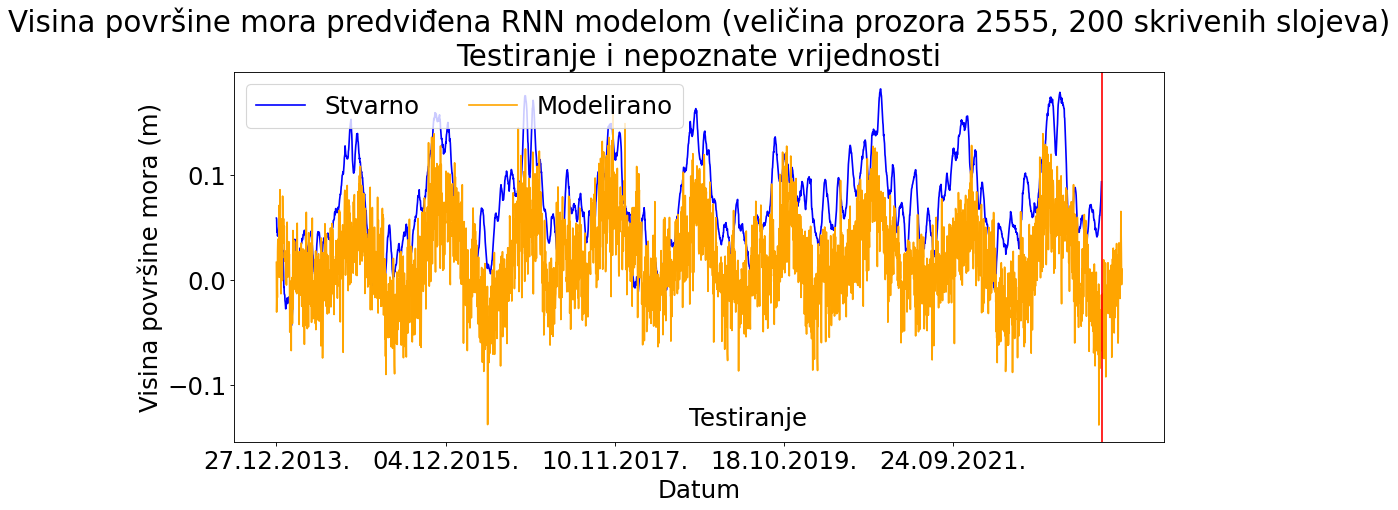 Visina površine mora predviđena RNN modelom (veličina prozora 2555, 200 skrivenih slojeva)
Testiranje i nepoznate vrijednosti
Stvarno Modelirano
Visina površine mora (m)
0.1
0.0
−0.1
Testiranje
27.12.2013. 04.12.2015. 10.11.2017. 18.10.2019. 24.09.2021.
Datum